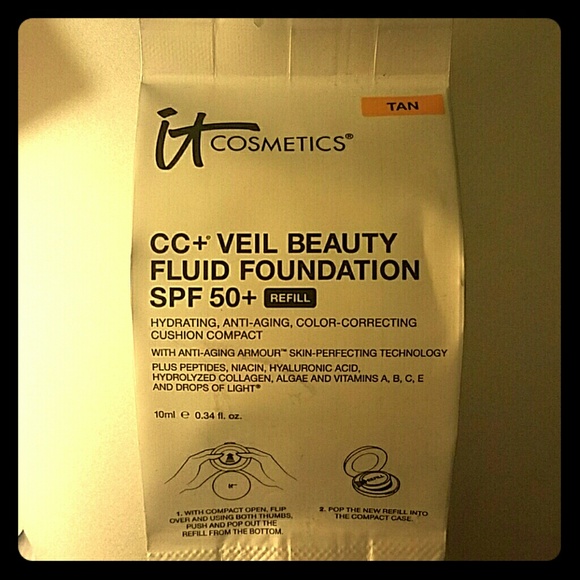 TAN
it COSMETICS®
CC+® VEIL BEAUTY
FLUID FOUNDATION
SPF 50+ REFILL
HYDRATING, ANTI-AGING, COLOR-CORRECTING
CUSHION COMPACT
WITH ANTI-AGING ARMOUR™ SKIN-PERFECTING TECHNOLOGY
PLUS PEPTIDES, NIACIN, HYALURONIC ACID,
HYDROLYZED COLLAGEN, ALGAE AND VITAMINS A, B, C, E
AND DROPS OF LIGHT®
10ml ℮ 0.34 fl. oz.
REFILL
1. WITH COMPACT OPEN, FLIP
OVER AND USING BOTH THUMBS,
PUSH AND POP OUT THE
REFILL FROM THE BOTTOM.
2. POP THE NEW REFILL INTO
THE COMPACT CASE.